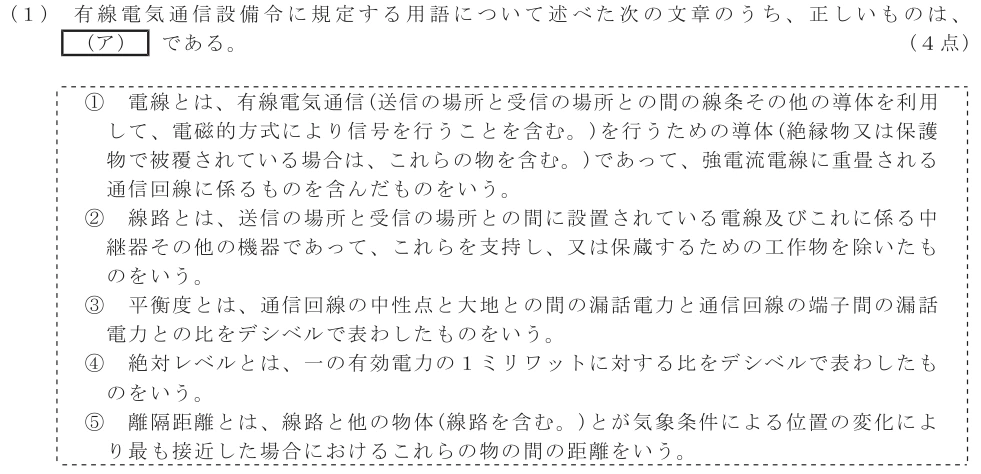 (1) 有線電気通信設備令に規定する用語について述べた次の文章のうち、正しいものは、
(ア) である。 (4点)
① 電線とは、有線電気通信(送信の場所と受信の場所との間の線条その他の導体を利用
して、電磁的方式により信号を行うことを含む。)を行うための導体(絶縁物又は保護
物で被覆されている場合は、これらの物を含む。)であって、強電流電線に重畳される
通信回線に係るものを含んだものをいう。
② 線路とは、送信の場所と受信の場所との間に設置されている電線及びこれに係る中
継器その他の機器であって、これらを支持し、又は保蔵するための工作物を除いたも
のをいう。
③ 平衡度とは、通信回線の中性点と大地との間の漏話電力と通信回線の端子間の漏話
電力との比をデシベルで表わしたものをいう。
④ 絶対レベルとは、一の有効電力の1ミリワットに対する比をデシベルで表わしたも
のをいう。
⑤ 離隔距離とは、線路と他の物体(線路を含む。)とが気象条件による位置の変化によ
り最も接近した場合におけるこれらの物の間の距離をいう。